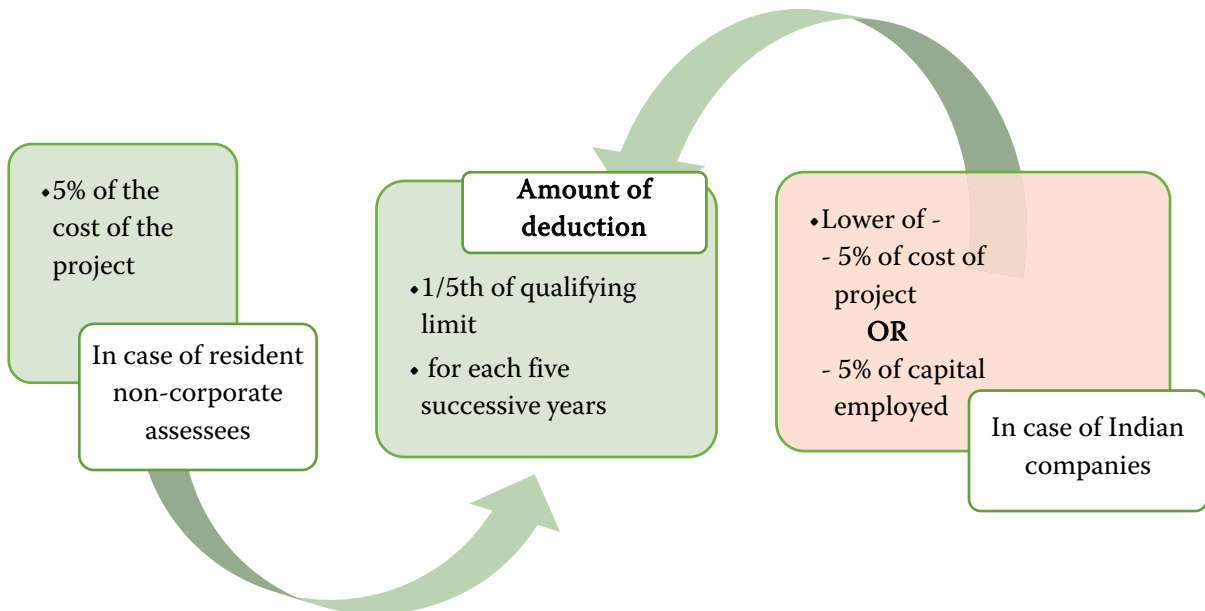 •5% of the
cost of the
project
In case of resident
non-corporate
assessees
Amount of
deduction
•1/5th of qualifying
limit
• for each five
successive years
•Lower of -
- 5% of cost of
project
OR
- 5% of capital
employed
In case of Indian
companies